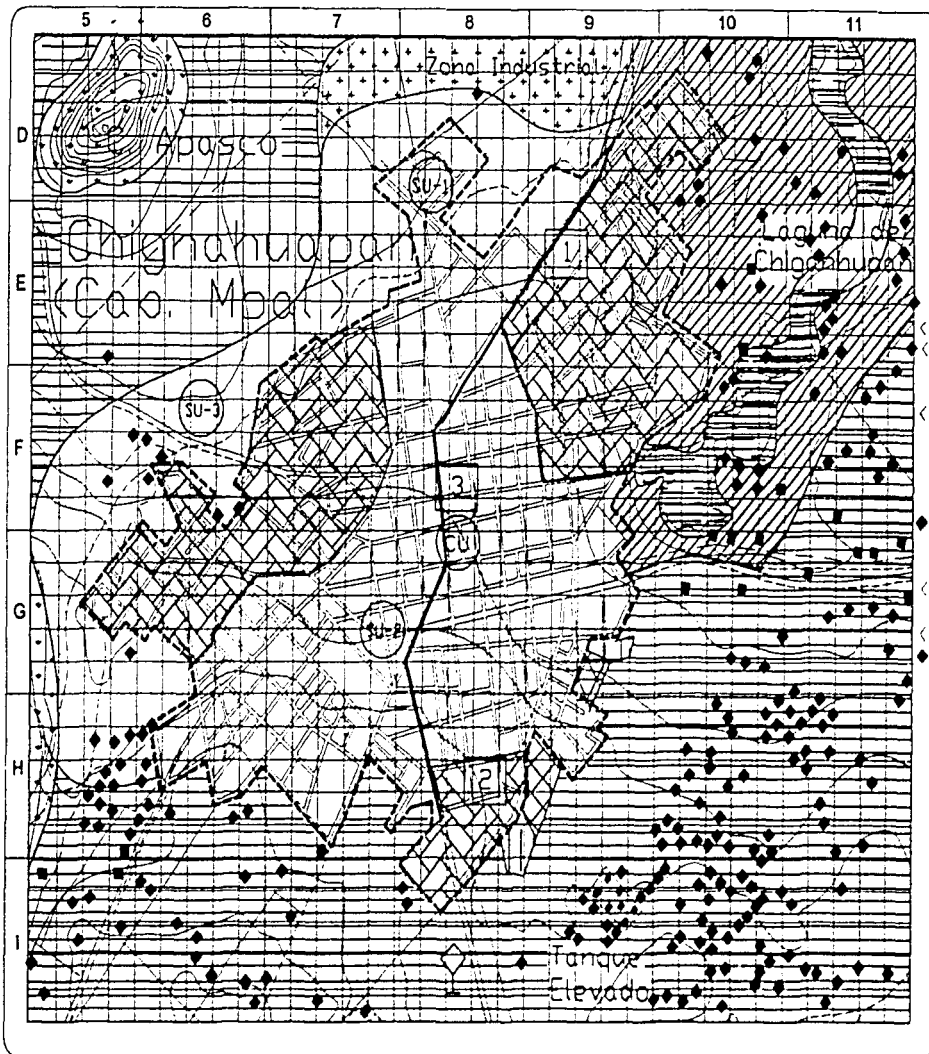 5 6 7 8 9 10 11
Zona Industrial
D
Apasco
SU-1
Chignahuapan
Laguna de
1
Chignahuapan
E
(Cab. Mpal)
SU-3
F
3
CU
G
SU-2
H
2
I
Tanque
Elevado